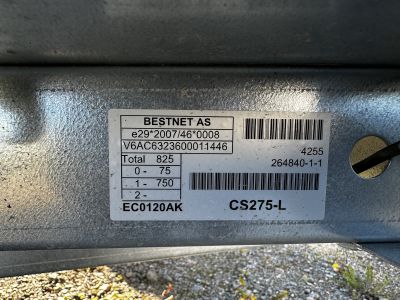 BESTNET AS
e29*2007/46*0008
V6AC6323600011446
Total 825
0 - 75
1 - 750
2 -
EC0120AK
4255
264840-1-1
CS275-L